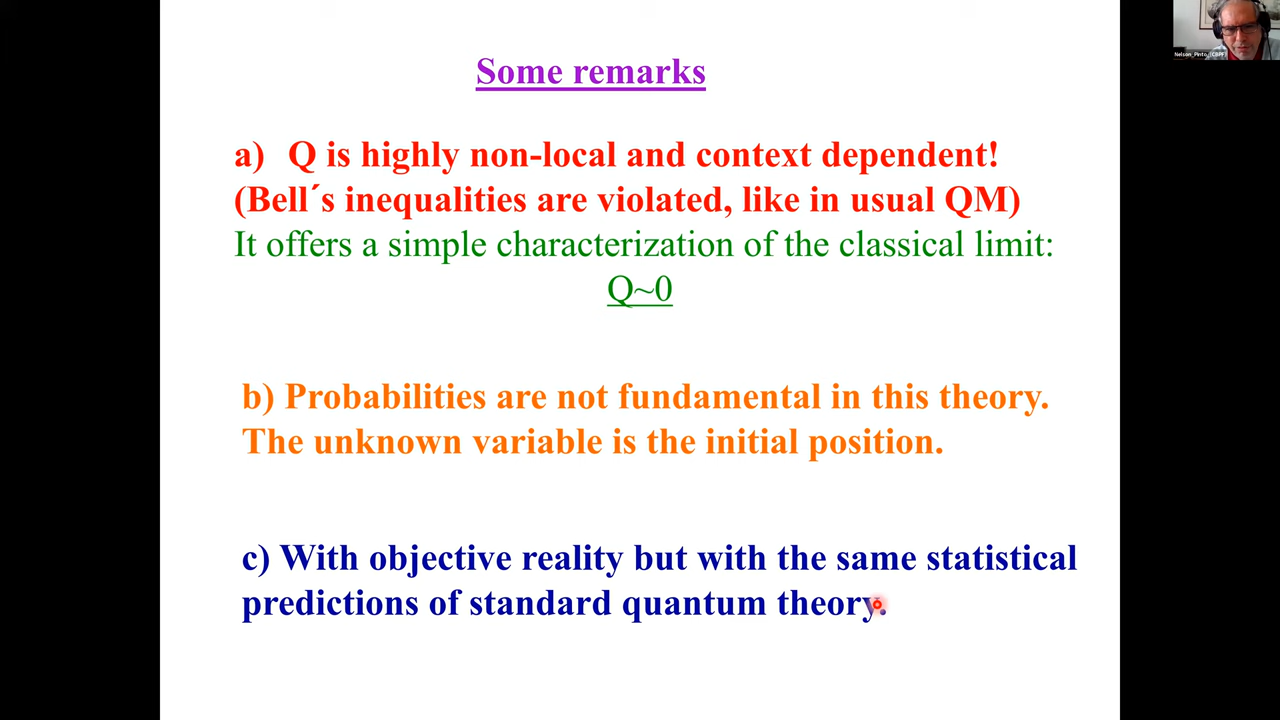 Some remarks
a) Q is highly non-local and context dependent!
(Bell´s inequalities are violated, like in usual QM)
It offers a simple characterization of the classical limit:
Q~0
b) Probabilities are not fundamental in this theory.
The unknown variable is the initial position.
c) With objective reality but with the same statistical
predictions of standard quantum theory.
Nelson_Pinto